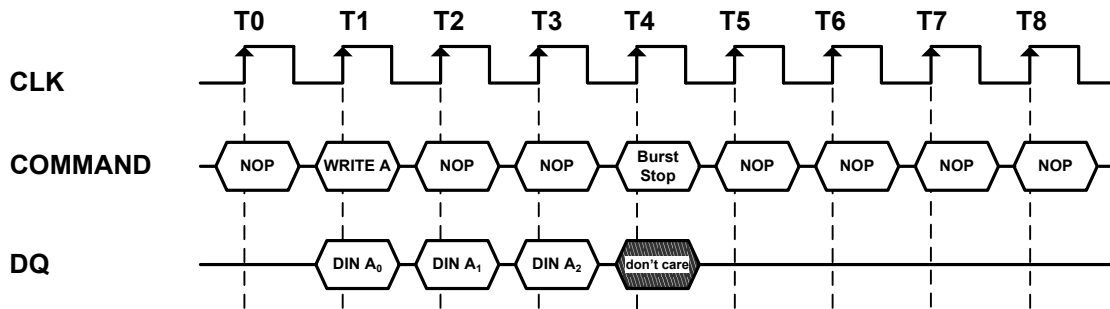 T0 T1 T2 T3 T4 T5 T6 T7 T8
CLK
COMMAND NOP WRITE A NOP NOP Burst Stop NOP NOP NOP NOP
DQ DIN A₀ DIN A₁ DIN A₂ don't care